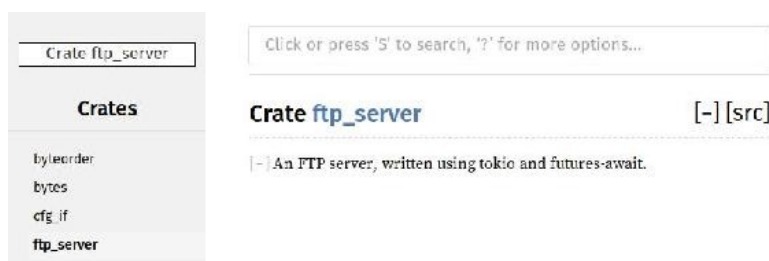 Crate ftp_server
Crates
byteorder
bytes
cfg_if
ftp_server
Click or press 'S' to search, '?' for more options...
Crate ftp_server
[-] [src]
[-] An FTP server, written using tokio and futures-await.